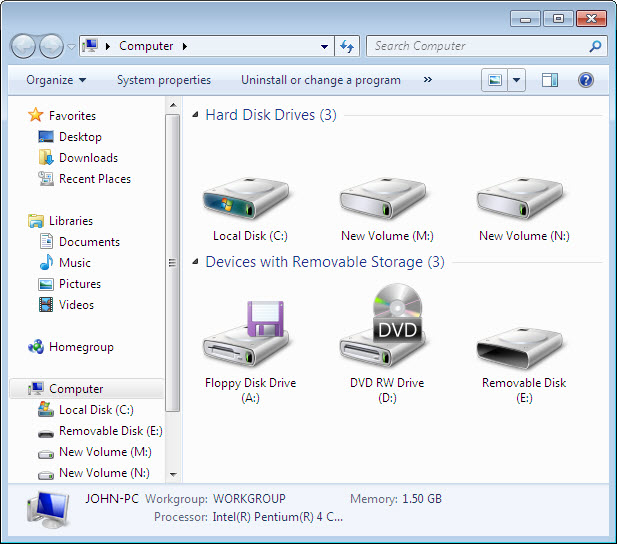 Computer
Search Computer
Organize
System properties
Uninstall or change a program
»
Favorites
Desktop
Downloads
Recent Places
Libraries
Documents
Music
Pictures
Videos
Homegroup
Computer
Local Disk (C:)
Removable Disk (E:)
New Volume (M:)
New Volume (N:)
Hard Disk Drives (3)
Local Disk (C:)
New Volume (M:)
New Volume (N:)
Devices with Removable Storage (3)
DVD
Floppy Disk Drive
(A:)
DVD RW Drive
(D:)
Removable Disk
(E:)
JOHN-PC Workgroup: WORKGROUP Memory: 1.50 GB
Processor: Intel(R) Pentium(R) 4 C...